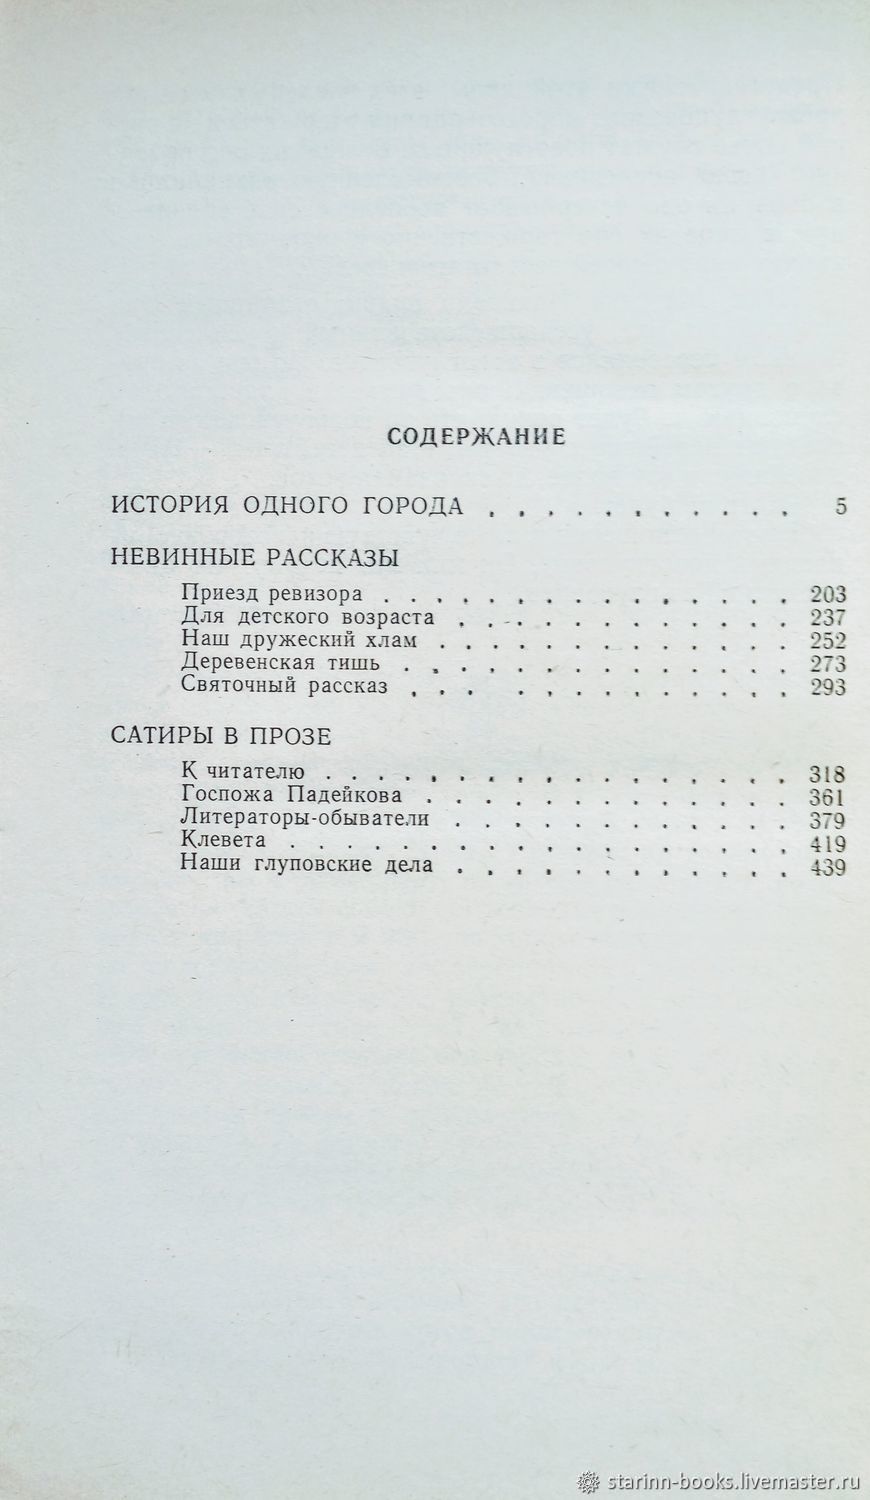 СОДЕРЖАНИЕ
ИСТОРИЯ ОДНОГО ГОРОДА . . . . . . . . . . . 5
НЕВИННЫЕ РАССКАЗЫ
Приезд ревизора . . . . . . . . . . . . . . . 203
Для детского возраста . . . . . . . . . . . . 237
Наш дружеский хлам . . . . . . . . . . . . . 252
Деревенская тишь . . . . . . . . . . . . . . 273
Святочный рассказ . . . . . . . . . . . . . 293
САТИРЫ В ПРОЗЕ
К читателю . . . . . . . . . . . . . . . . . 318
Госпожа Падейкова . . . . . . . . . . . . . 361
Литераторы-обыватели . . . . . . . . . . . . 379
Клевета . . . . . . . . . . . . . . . . . . 419
Наши глуповские дела . . . . . . . . . . . . 439
starinn-books.livemaster.ru